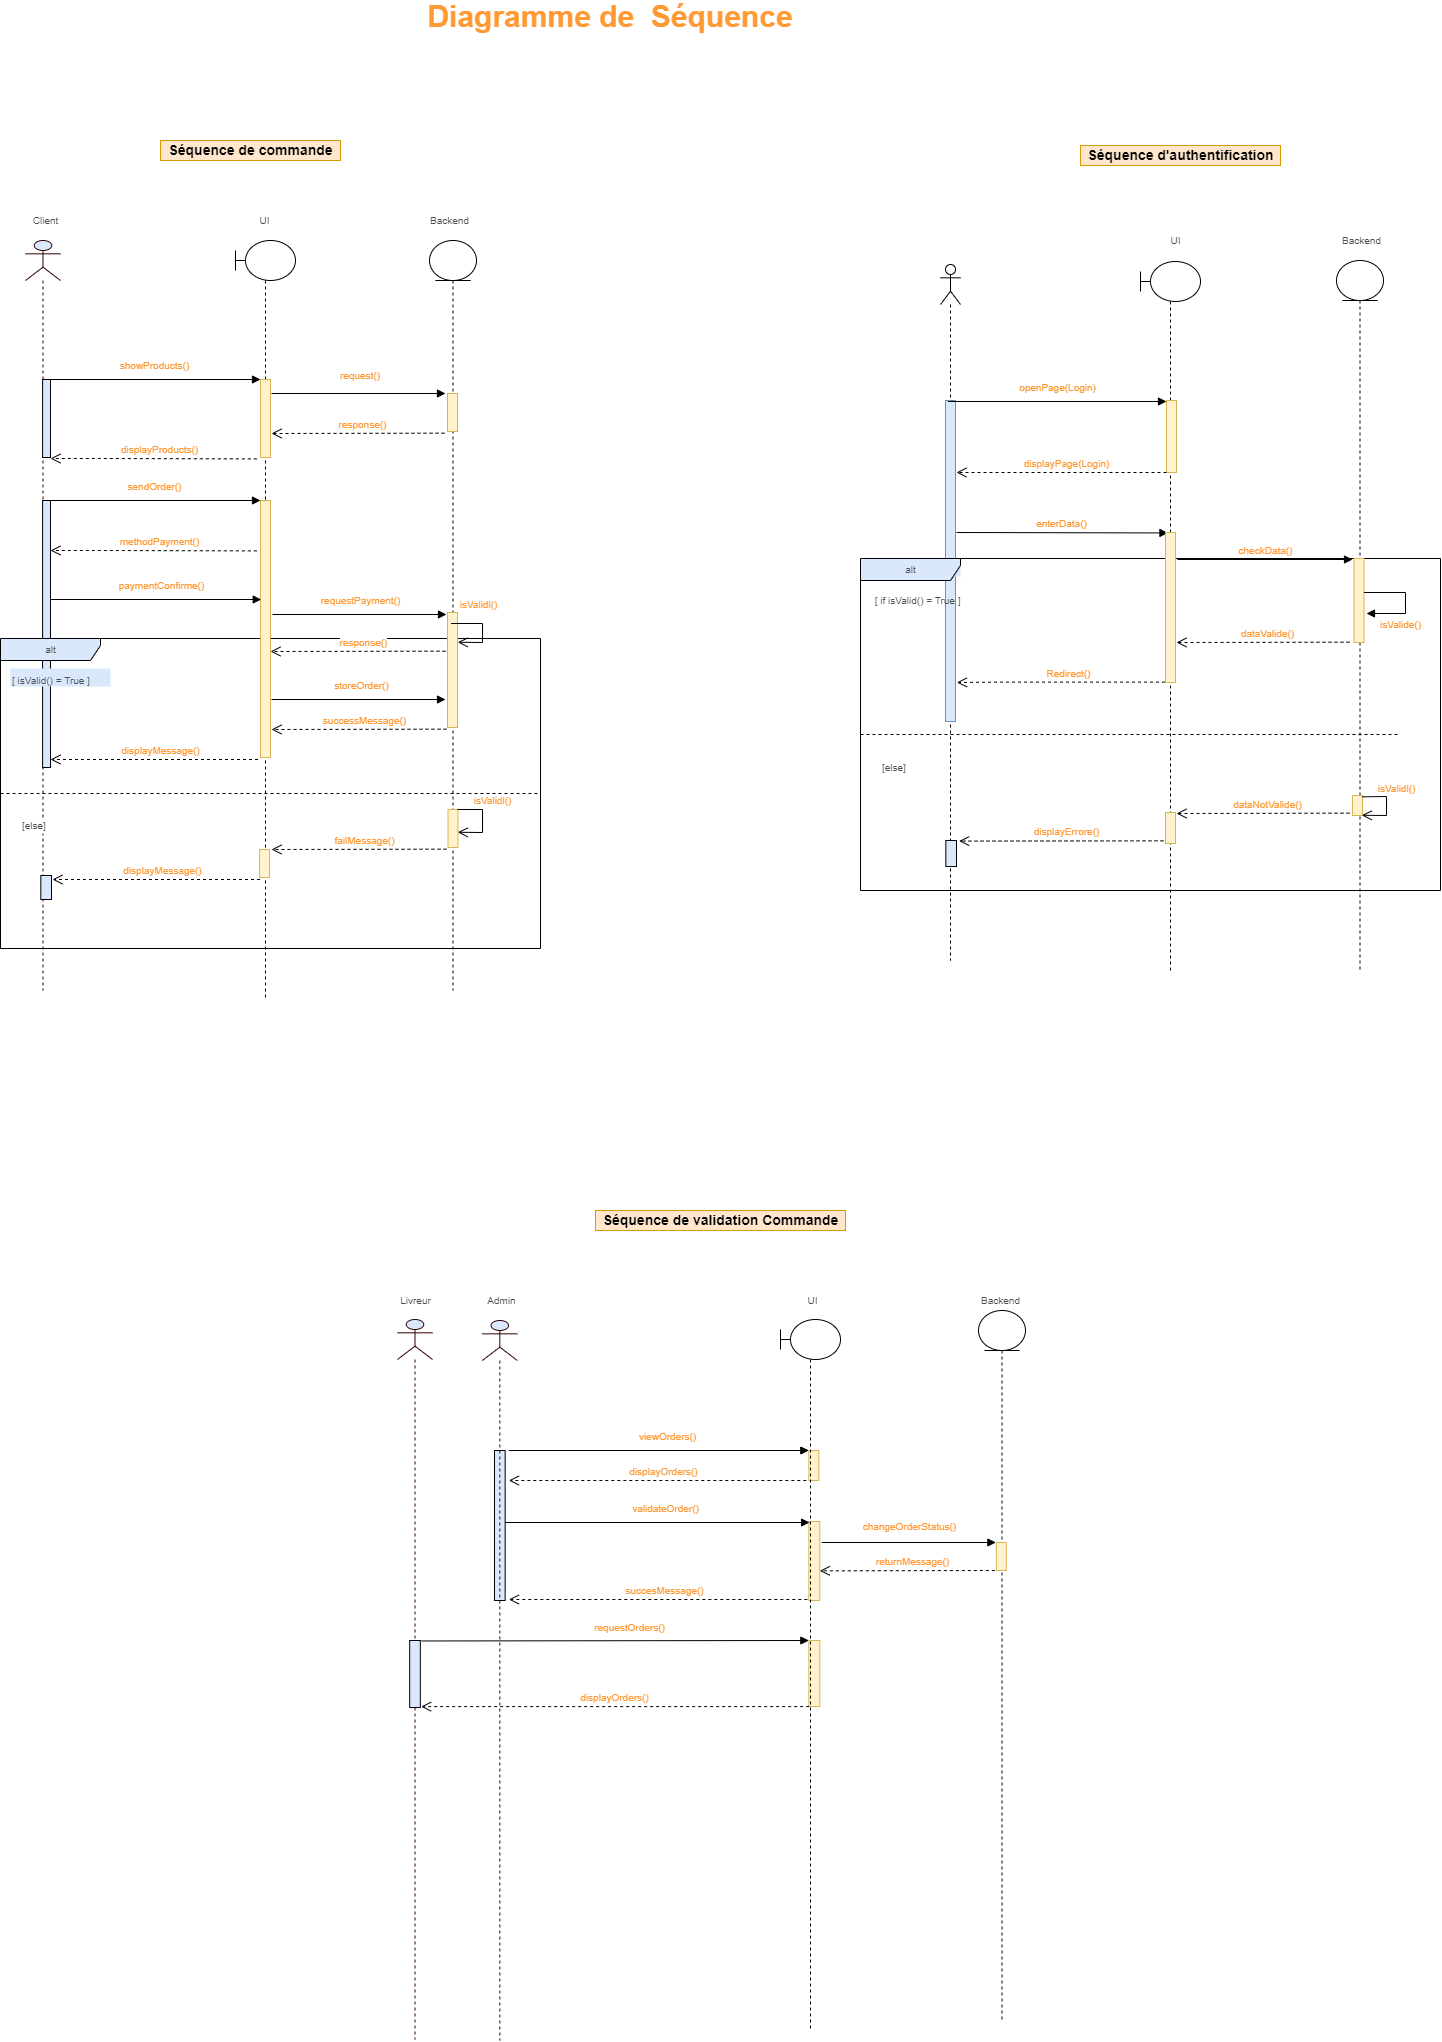 Diagramme de  Séquence
Séquence de commande
Client
UI
Backend
showProducts()
request()
response()
displayProducts()
sendOrder()
methodPayment()
paymentConfirme()
requestPayment()
isValidI()
response()
alt
[ isValid() = True ]
storeOrder()
successMessage()
displayMessage()
isValidI()
[else]
failMessage()
displayMessage()
Séquence d'authentification
UI
Backend
openPage(Login)
displayPage(Login)
enterData()
checkData()
alt
[ if isValid() = True ]
isValide()
dataValide()
Redirect()
[else]
isValidI()
dataNotValide()
displayErrore()
Séquence de validation Commande
Livreur
Admin
UI
Backend
viewOrders()
displayOrders()
validateOrder()
changeOrderStatus()
returnMessage()
succesMessage()
requestOrders()
displayOrders()